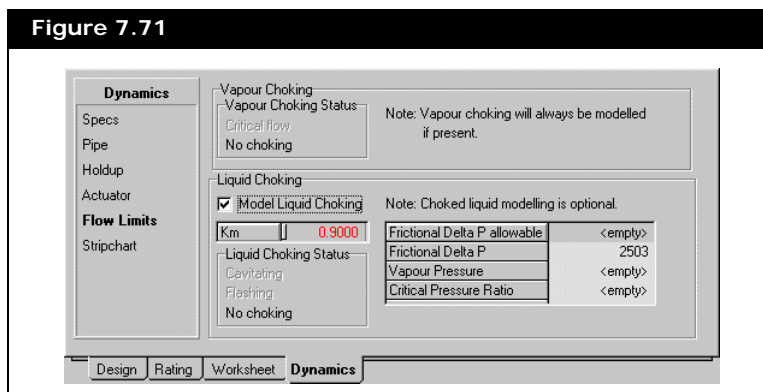 Figure 7.71
Dynamics
Specs
Pipe
Holdup
Actuator
Flow Limits
Stripchart
Vapour Choking
Vapour Choking Status
Critical flow
No choking
Note: Vapour choking will always be modelled
if present.
Liquid Choking
Model Liquid Choking
Km 0.9000
Liquid Choking Status
Cavitating
Flashing
No choking
Note: Choked liquid modelling is optional.
Frictional Delta P allowable <empty>
Frictional Delta P 2503
Vapour Pressure <empty>
Critical Pressure Ratio <empty>
Design Rating Worksheet Dynamics